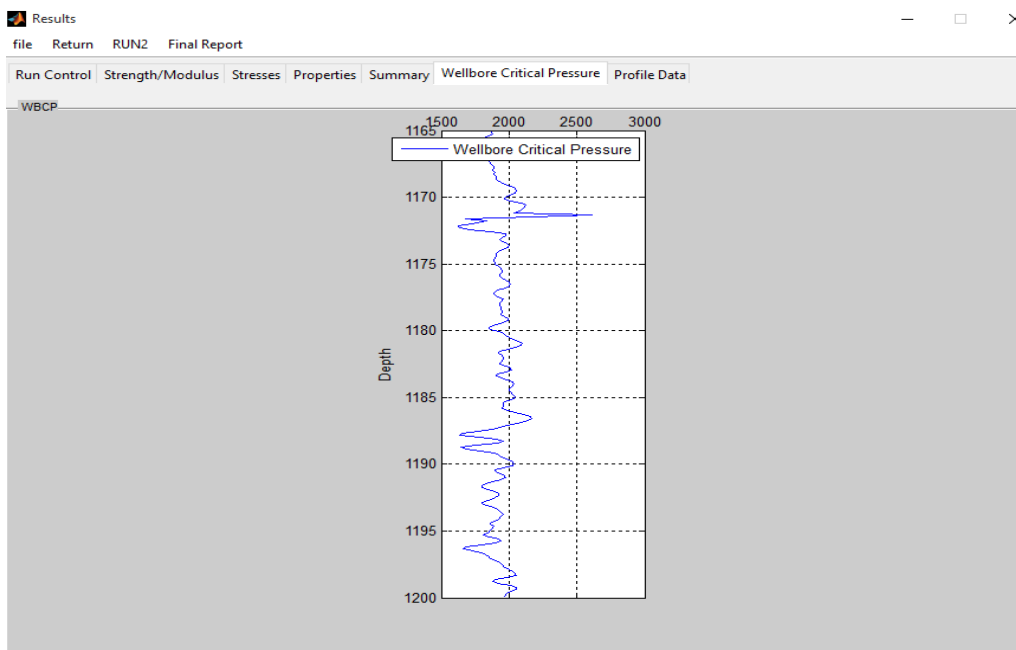 Results
file Return RUN2 Final Report
Run Control Strength/Modulus Stresses Properties Summary Wellbore Critical Pressure Profile Data
WBCP
1500 2000 2500 3000
1165
Wellbore Critical Pressure
1170
1175
1180
Depth
1185
1190
1195
1200